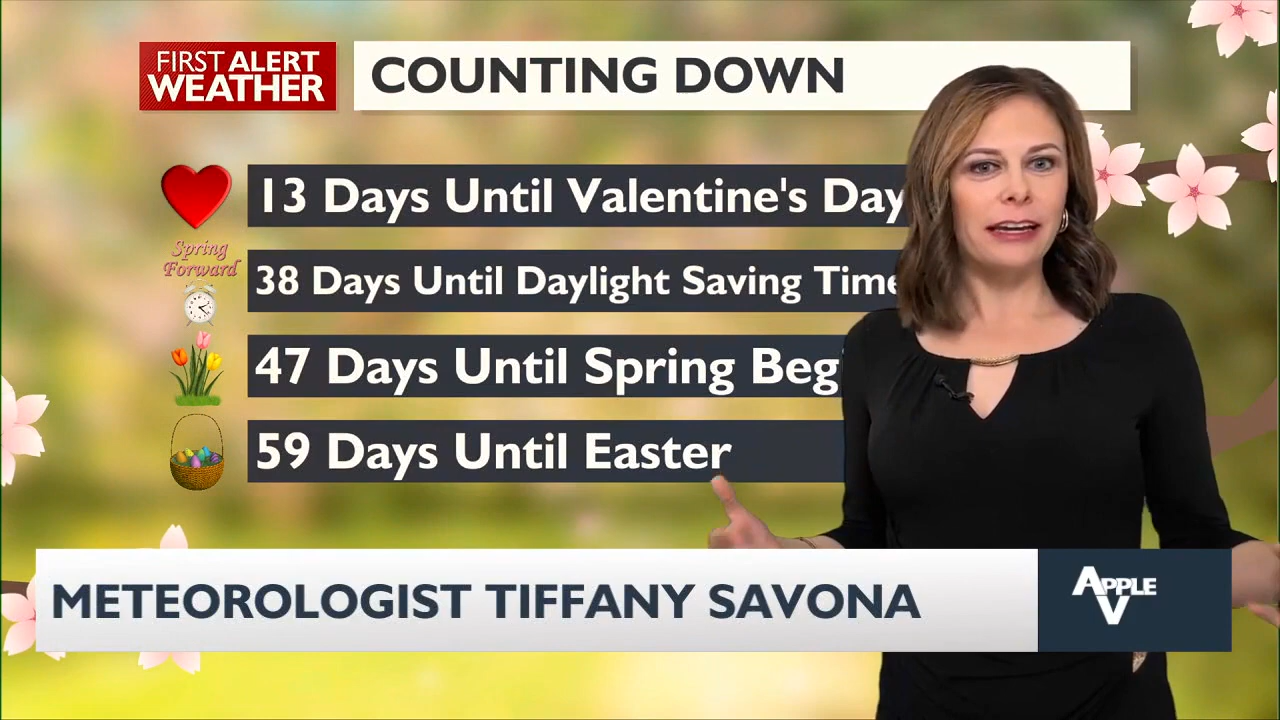 FIRST ALERT
WEATHER
COUNTING DOWN
13 Days Until Valentine's Day
Spring
Forward
38 Days Until Daylight Saving Time
47 Days Until Spring Beg
59 Days Until Easter
METEOROLOGIST TIFFANY SAVONA
APPLE
V